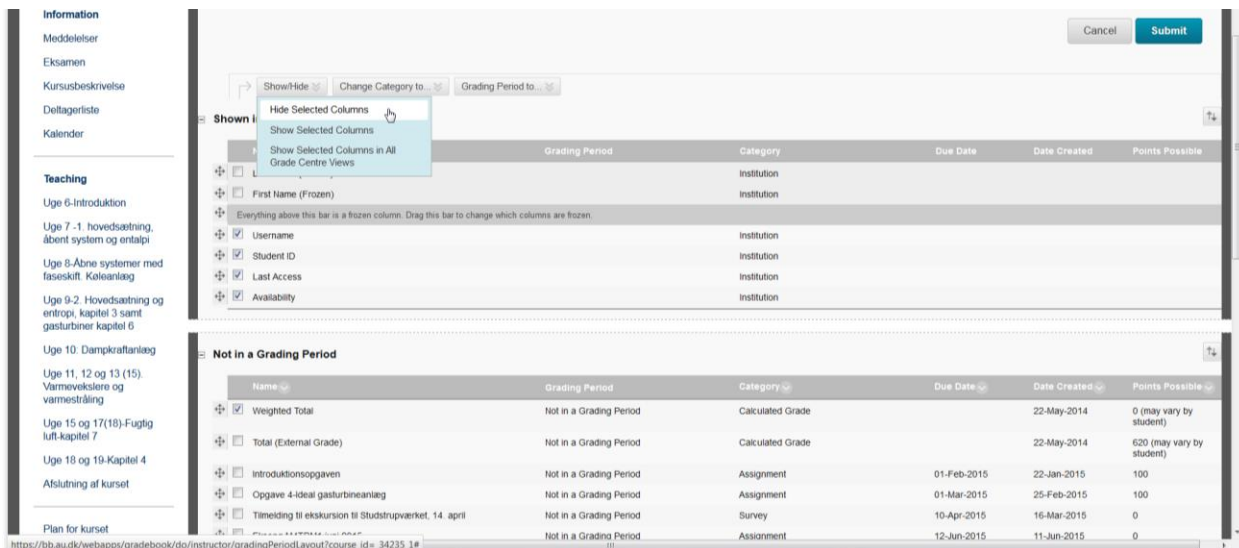 Information
Meddelelser
Eksamen
Kursusbeskrivelse
Deltagerliste
Kalender
Teaching
Uge 6-Introduktion
Uge 7 -1. hovedsætning,
åbent system og entalpi
Uge 8-Åbne systemer med
faseskift. Køleanlæg
Uge 9-2. Hovedsætning og
entropi, kapitel 3 samt
gasturbiner kapitel 6
Uge 10: Dampkraftanlæg
Uge 11, 12 og 13 (15).
Varmevekslere og
varmestråling
Uge 15 og 17(18)-Fugtig
luft-kapitel 7
Uge 18 og 19-Kapitel 4
Afslutning af kurset
Plan for kurset
Cancel Submit
Show/Hide Change Category to... Grading Period to...
Hide Selected Columns
Show Selected Columns
Show Selected Columns in All
Grade Centre Views
Shown
Grading Period Category Due Date Date Created Points Possible
Institution
First Name (Frozen) Institution
Everything above this bar is a frozen column. Drag this bar to change which columns are frozen.
Username Institution
Student ID Institution
Last Access Institution
Availability Institution
Not in a Grading Period
Name Grading Period Category Due Date Date Created Points Possible
Weighted Total Not in a Grading Period Calculated Grade 22-May-2014 0 (may vary by
student)
Total (External Grade) Not in a Grading Period Calculated Grade 22-May-2014 620 (may vary by
student)
Introduktionsopgaven Not in a Grading Period Assignment 01-Feb-2015 22-Jan-2015 100
Opgave 4-Ideal gasturbineanlæg Not in a Grading Period Assignment 01-Mar-2015 25-Feb-2015 100
Tilmelding til ekskursion til Studstrupværket, 14. april Not in a Grading Period Survey 10-Apr-2015 16-Mar-2015 0
Not in a Grading Period Assignment 12-Jun-2015 11-Jun-2015 0
https://bb.au.dk/webapps/gradebook/do/instructor/gradingPeriodLayout?course_id=_34235_1#